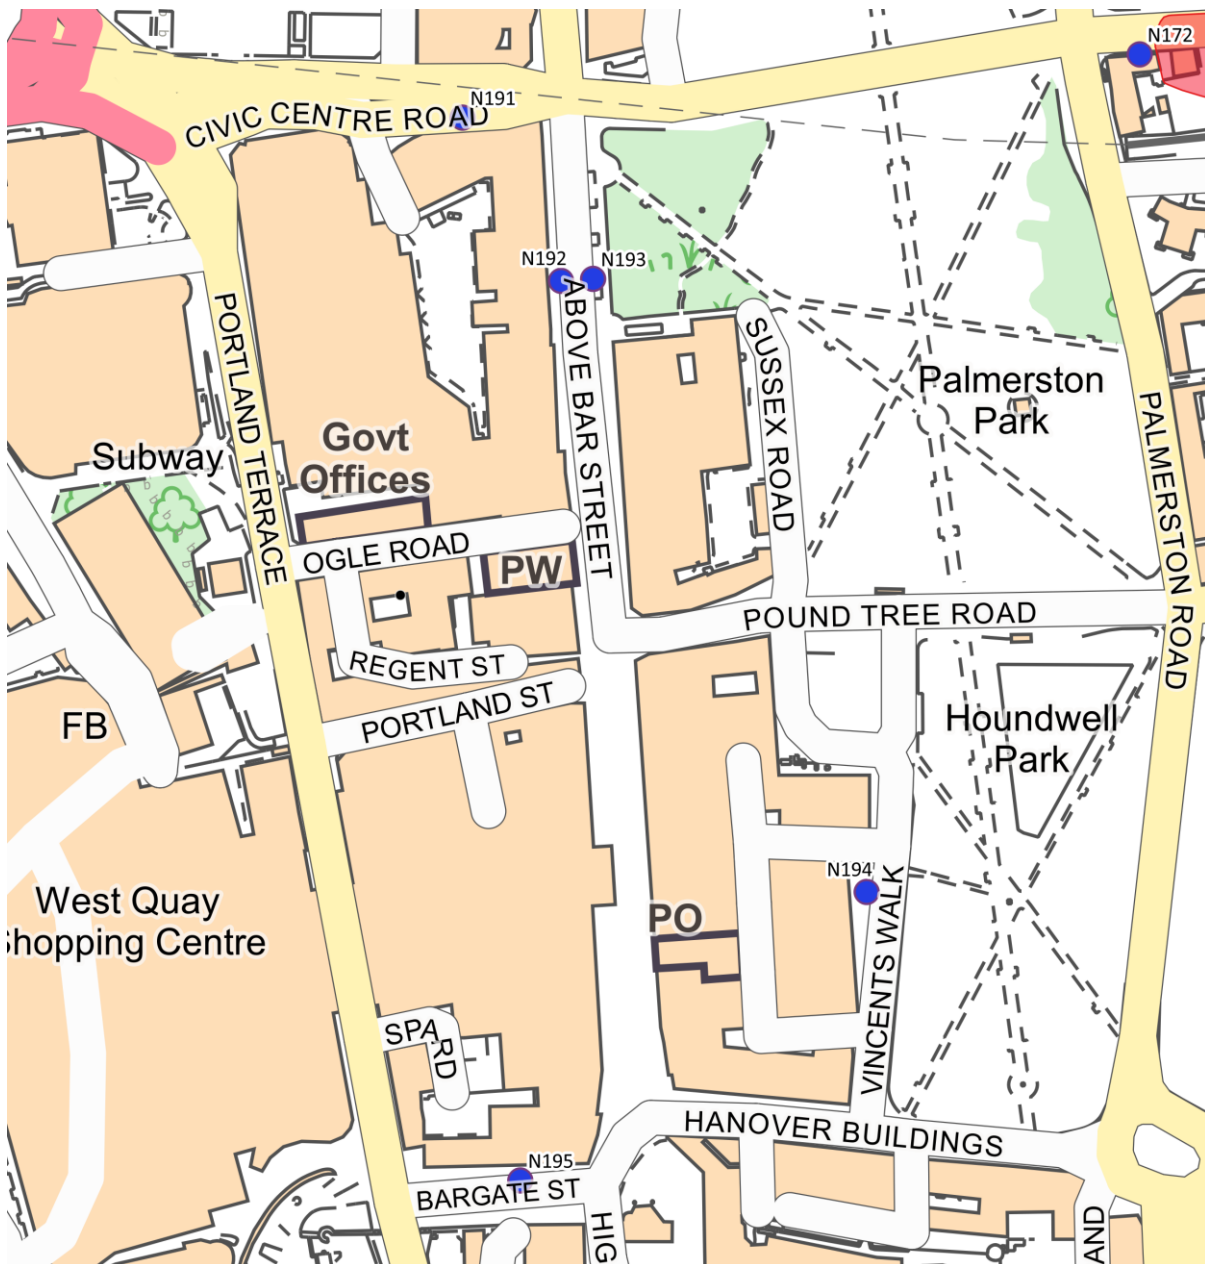 N172
N191
CIVIC CENTRE ROAD
N192
N193
ABOVE BAR STREET
SUSSEX ROAD
PORTLAND TERRACE
Palmerston
Park
PALMERSTON ROAD
Govt
Offices
Subway
OGLE ROAD
PW
POUND TREE ROAD
REGENT ST
PORTLAND ST
FB
Houndwell
Park
N194
VINCENTS WALK
West Quay
Shopping Centre
PO
SPA RD
HANOVER BUILDINGS
N195
BARGATE ST
HIG
AND